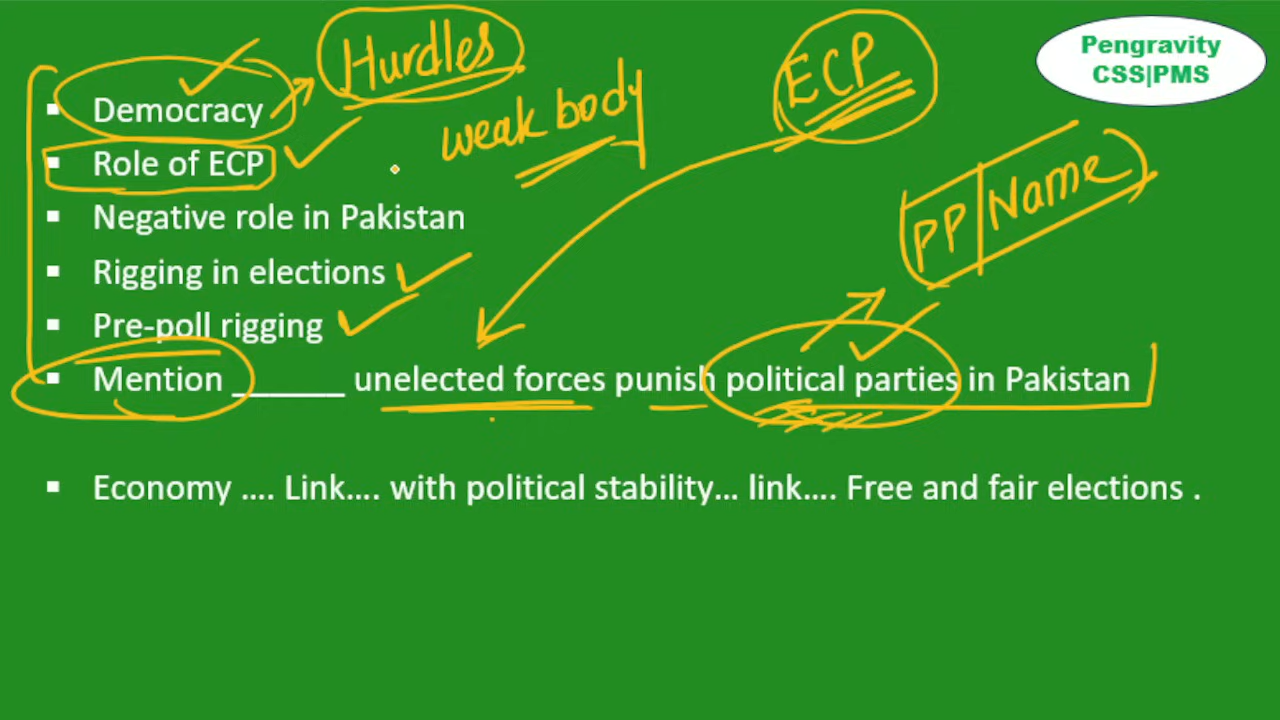 Hurdles
ECP
Pengravity
CSS|PMS
▪ Democracy
weak body
▪ Role of ECP
PP|Name
▪ Negative role in Pakistan
▪ Rigging in elections
▪ Pre-poll rigging
▪ Mention ______ unelected forces punish political parties in Pakistan
▪ Economy .... Link.... with political stability... link.... Free and fair elections .